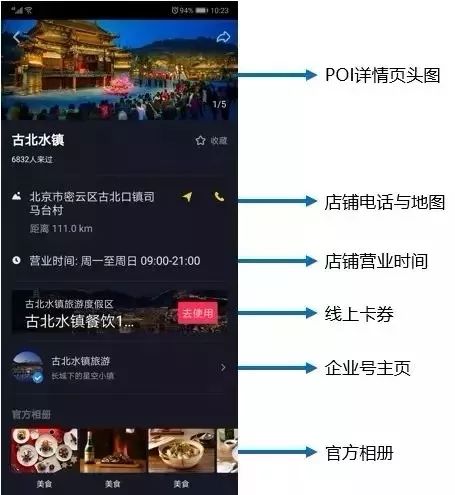 94% 10:23
1/5
POI详情页头图
古北水镇
收藏
6832人来过
北京市密云区古北口镇司
马台村
距离 111.0 km
店铺电话与地图
营业时间: 周一至周日 09:00-21:00
店铺营业时间
古北水镇旅游度假区
古北水镇餐饮1...
去使用
线上卡券
古北水镇旅游
长城下的星空小镇
企业号主页
官方相册
官方相册
美食
美食
美食